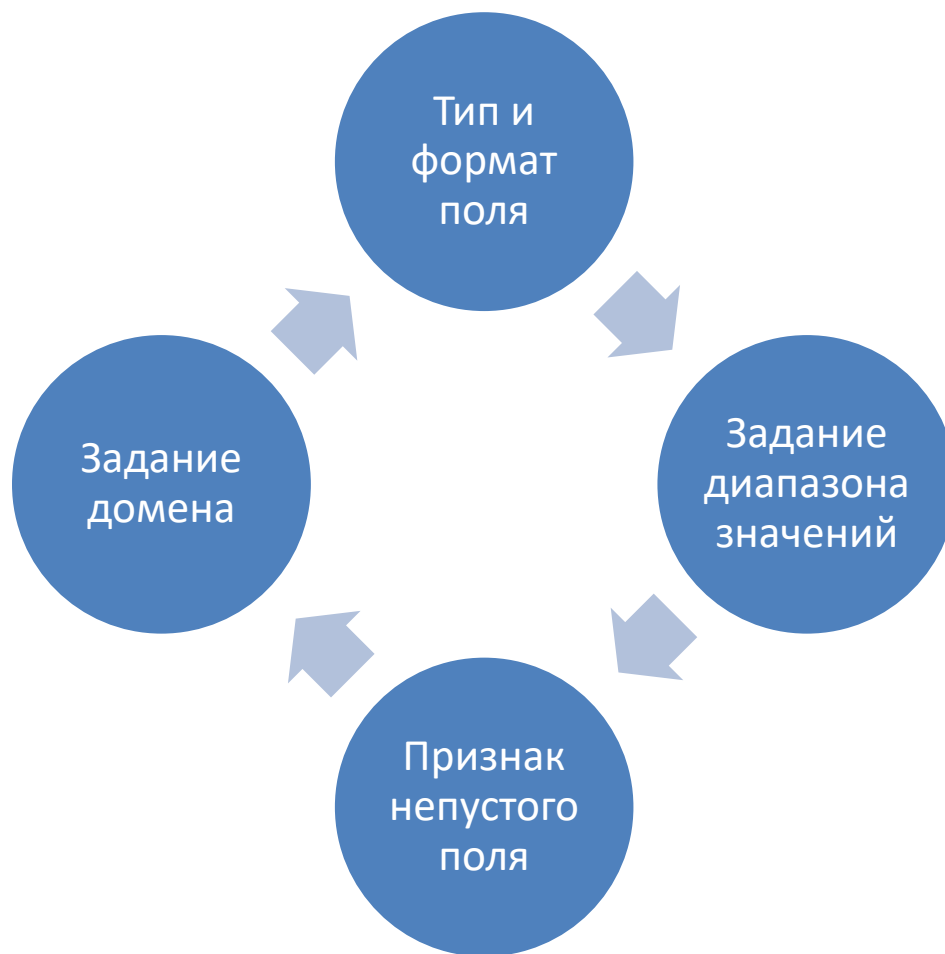 Тип и
формат
поля
Задание
диапазона
значений
Признак
непустого
поля
Задание
домена